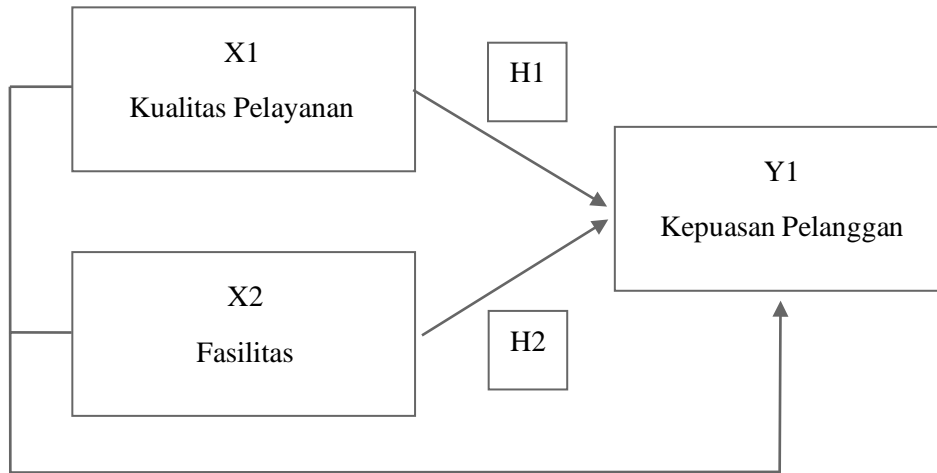 X1
Kualitas Pelayanan
H1
Y1
Kepuasan Pelanggan
X2
Fasilitas
H2